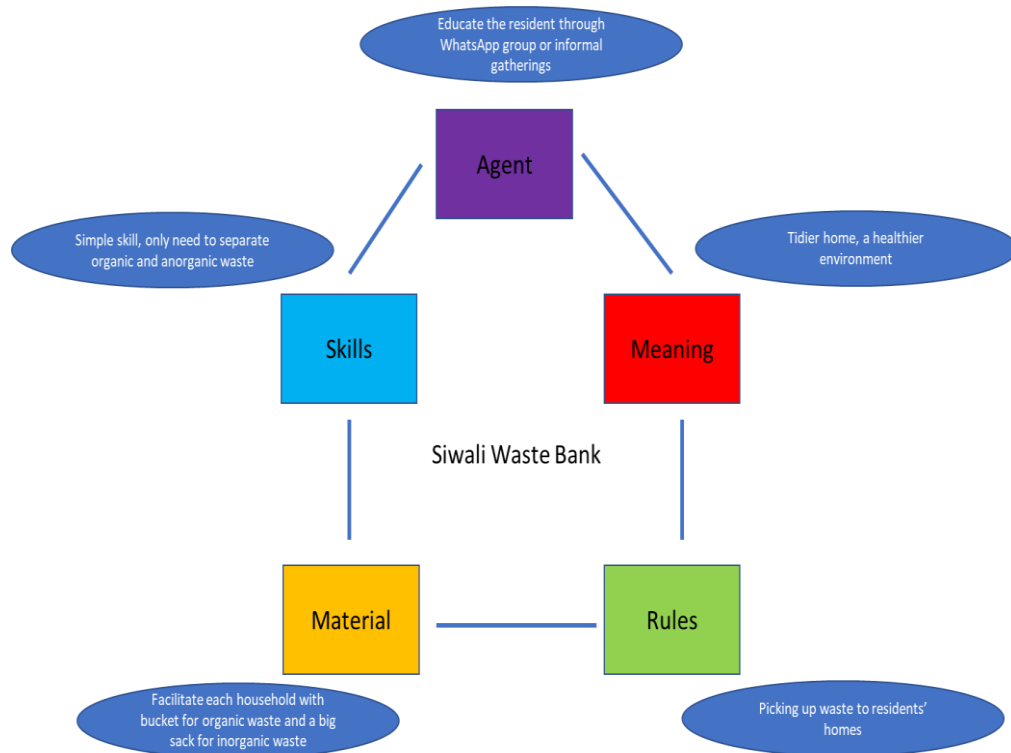 Educate the resident through
WhatsApp group or informal
gatherings
Agent
Simple skill, only need to separate
organic and anorganic waste
Tidier home, a healthier
environment
Skills
Meaning
Siwali Waste Bank
Material
Rules
Facilitate each household with
bucket for organic waste and a big
sack for inorganic waste
Picking up waste to residents'
homes